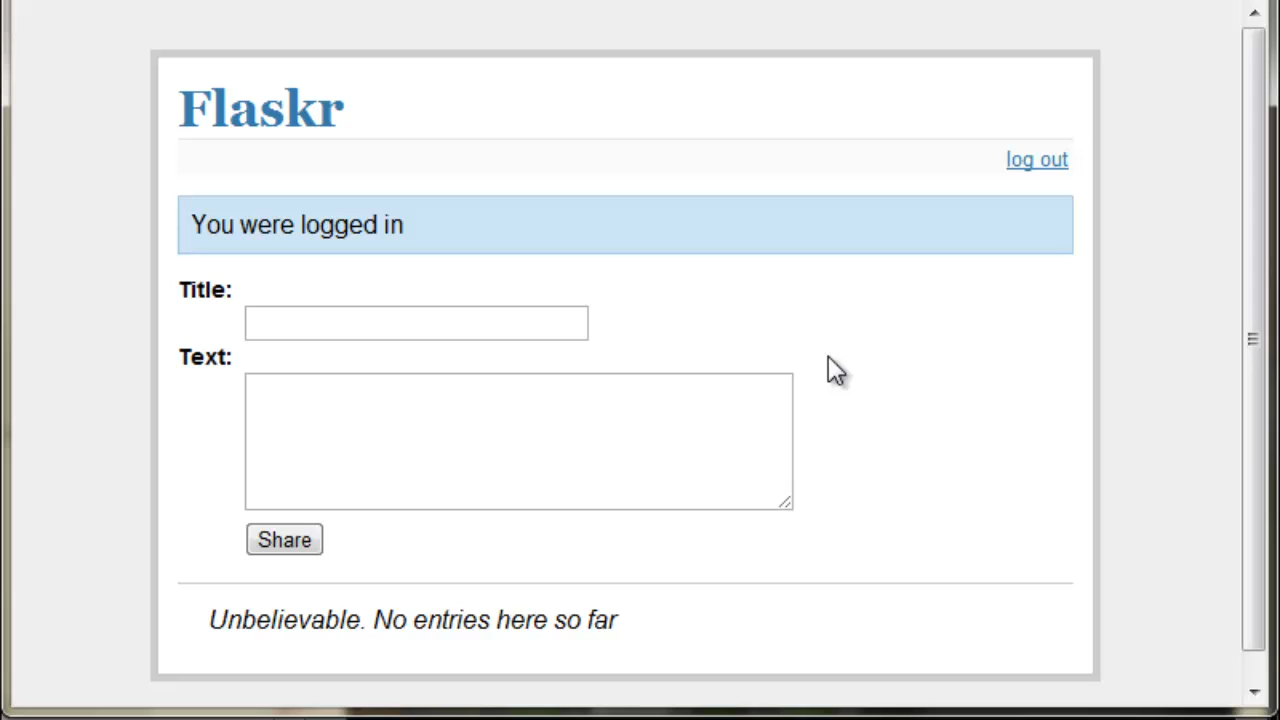 Flaskr
log out
You were logged in
Title:
Text:
Share
Unbelievable. No entries here so far